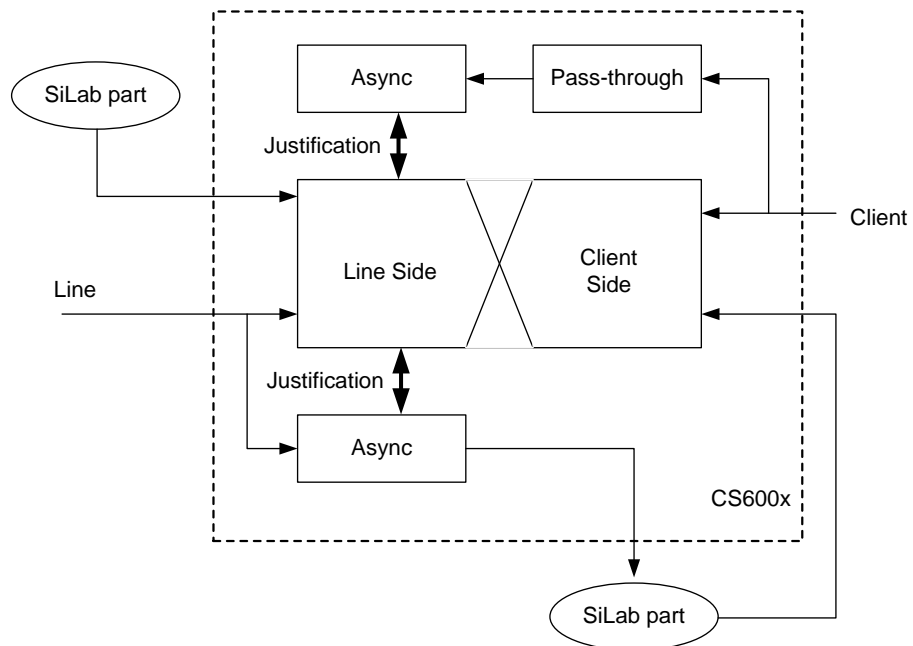 Async
Pass-through
SiLab part
Justification
Client
Line Side
Client
Side
Line
Justification
Async
CS600x
SiLab part